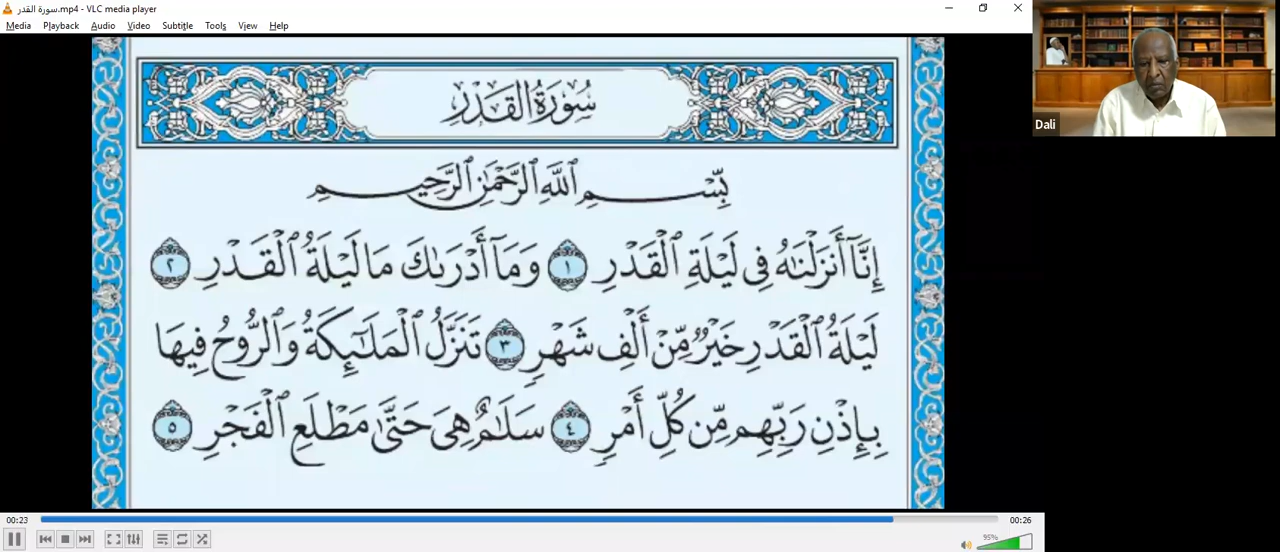 سورة القدر.mp4 - VLC media player
Media Playback Audio Video Subtitle Tools View Help
Dali
سُورَةُ القَدْرِ
بِّسْمِ ٱللَّهِ ٱلرَّحْمَٰنِ ٱلرَّحِيمِ
إِنَّآ أَنزَلْنَٰهُ فِى لَيْلَةِ ٱلْقَدْرِ ١ وَمَآ أَدْرَىٰكَ مَا لَيْلَةُ ٱلْقَدْرِ ٢
لَيْلَةُ ٱلْقَدْرِ خَيْرٌ مِّنْ أَلْفِ شَهْرٍ ٣ تَنَزَّلُ ٱلْمَلَٰٓئِكَةُ وَٱلرُّوحُ فِيهَا
بِإِذْنِ رَبِّهِم مِّن كُلِّ أَمْرٍ ٤ سَلَٰمٌ هِىَ حَتَّىٰ مَطْلَعِ ٱلْفَجْرِ ٥
00:23 00:26
95%